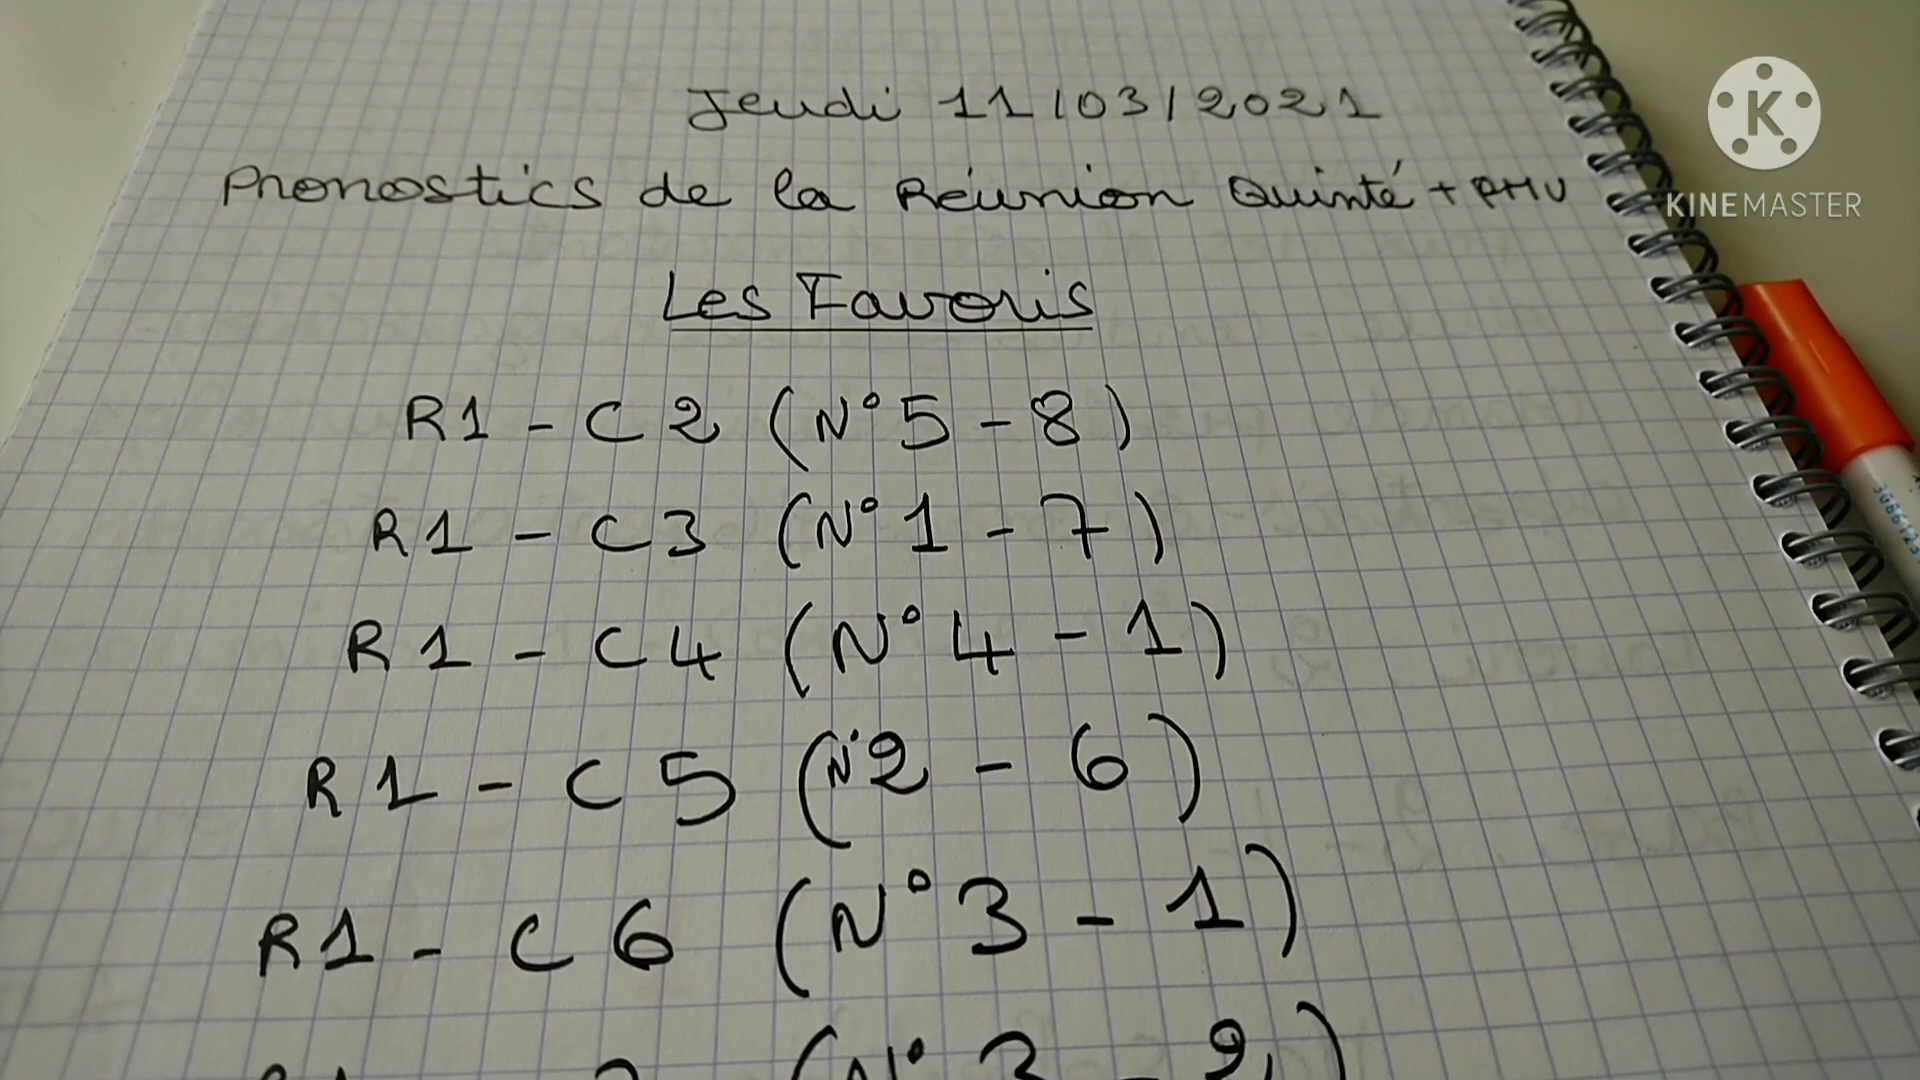 Jeudi 11/03/2021
Pronostics de la Réunion Quinté + PMU
Les Favoris
R1 - C2 (N° 5 - 8)
R1 - C3 (N° 1 - 7)
R1 - C4 (N° 4 - 1)
R1 - C5 (N° 2 - 6)
R1 - C6 (N° 3 - 1)
K
KINEMASTER